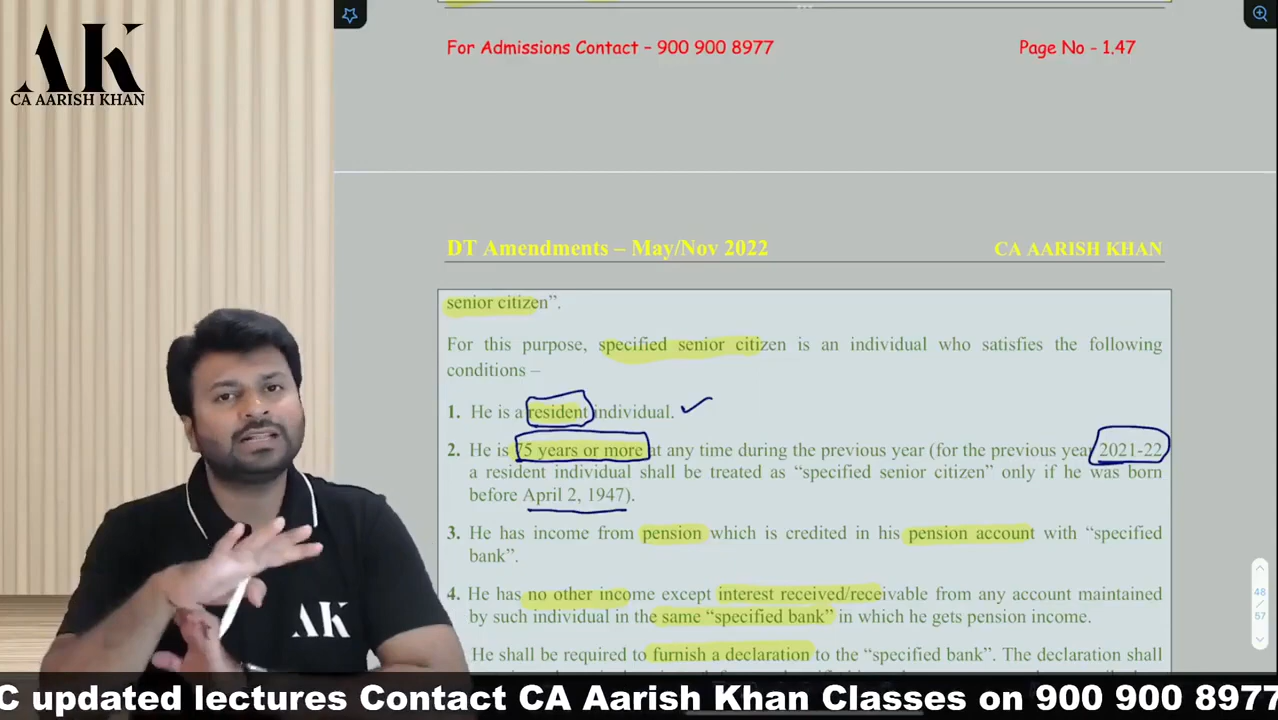 AK
CA AARISH KHAN
For Admissions Contact – 900 900 8977
Page No - 1.47
DT Amendments – May/Nov 2022
CA AARISH KHAN
senior citizen”.
For this purpose, specified senior citizen is an individual who satisfies the following
conditions –
1. He is a resident individual.
2. He is 75 years or more at any time during the previous year (for the previous year 2021-22
a resident individual shall be treated as “specified senior citizen” only if he was born
before April 2, 1947).
3. He has income from pension which is credited in his pension account with “specified
bank”.
4. He has no other income except interest received/receivable from any account maintained
by such individual in the same “specified bank” in which he gets pension income.
He shall be required to furnish a declaration to the “specified bank”. The declaration shall
48
57
AK
C updated lectures Contact CA Aarish Khan Classes on 900 900 8977